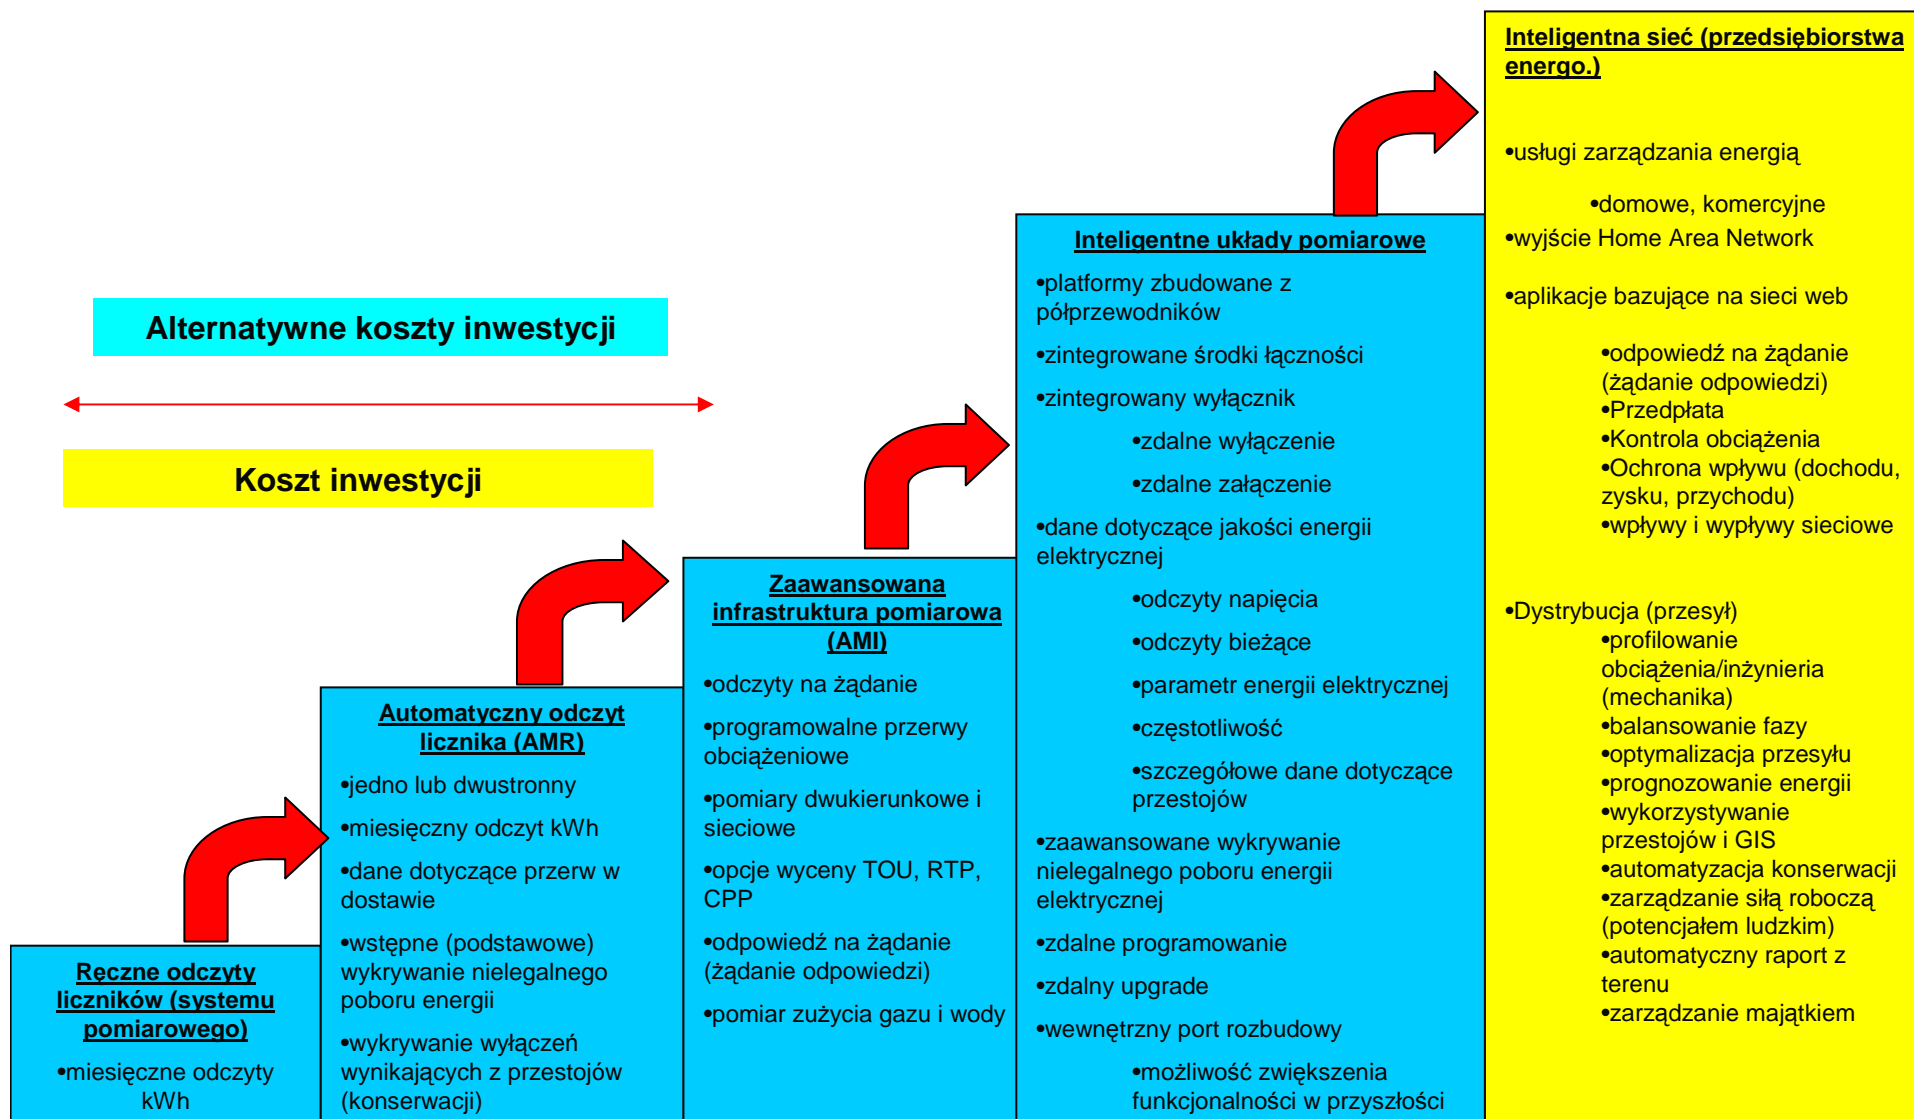 Alternatywne koszty inwestycji
Koszt inwestycji
Ręczne odczyty
liczników (systemu
pomiarowego)
•miesięczne odczyty
kWh
Automatyczny odczyt
licznika (AMR)
•jedno lub dwustronny
•miesięczny odczyt kWh
•dane dotyczące przerw w
dostawie
•wstępne (podstawowe)
wykrywanie nielegalnego
poboru energii
•wykrywanie wyłączeń
wynikających z przestojów
(konserwacji)
Zaawansowana
infrastruktura pomiarowa
(AMI)
•odczyty na żądanie
•programowalne przerwy
obciążeniowe
•pomiary dwukierunkowe i
sieciowe
•opcje wyceny TOU, RTP,
CPP
•odpowiedź na żądanie
(żądanie odpowiedzi)
•pomiar zużycia gazu i wody
Inteligentne układy pomiarowe
•platformy zbudowane z
półprzewodników
•zintegrowane środki łączności
•zintegrowany wyłącznik
•zdalne wyłączenie
•zdalne załączenie
•dane dotyczące jakości energii
elektrycznej
•odczyty napięcia
•odczyty bieżące
•parametr energii elektrycznej
•częstotliwość
•szczegółowe dane dotyczące
przestojów
•zaawansowane wykrywanie
nielegalnego poboru energii
elektrycznej
•zdalne programowanie
•zdalny upgrade
•wewnętrzny port rozbudowy
•możliwość zwiększenia
funkcjonalności w przyszłości
Inteligentna sieć (przedsiębiorstwa
energo.)
•usługi zarządzania energią
•domowe, komercyjne
•wyjście Home Area Network
•aplikacje bazujące na sieci web
•odpowiedź na żądanie
(żądanie odpowiedzi)
•Przedpłata
•Kontrola obciążenia
•Ochrona wpływu (dochodu,
zysku, przychodu)
•wpływy i wypływy sieciowe
•Dystrybucja (przesył)
•profilowanie
obciążenia/inżynieria
(mechanika)
•balansowanie fazy
•optymalizacja przesyłu
•prognozowanie energii
•wykorzystywanie
przestojów i GIS
•automatyzacja konserwacji
•zarządzanie siłą roboczą
(potencjałem ludzkim)
•automatyczny raport z
terenu
•zarządzanie majątkiem